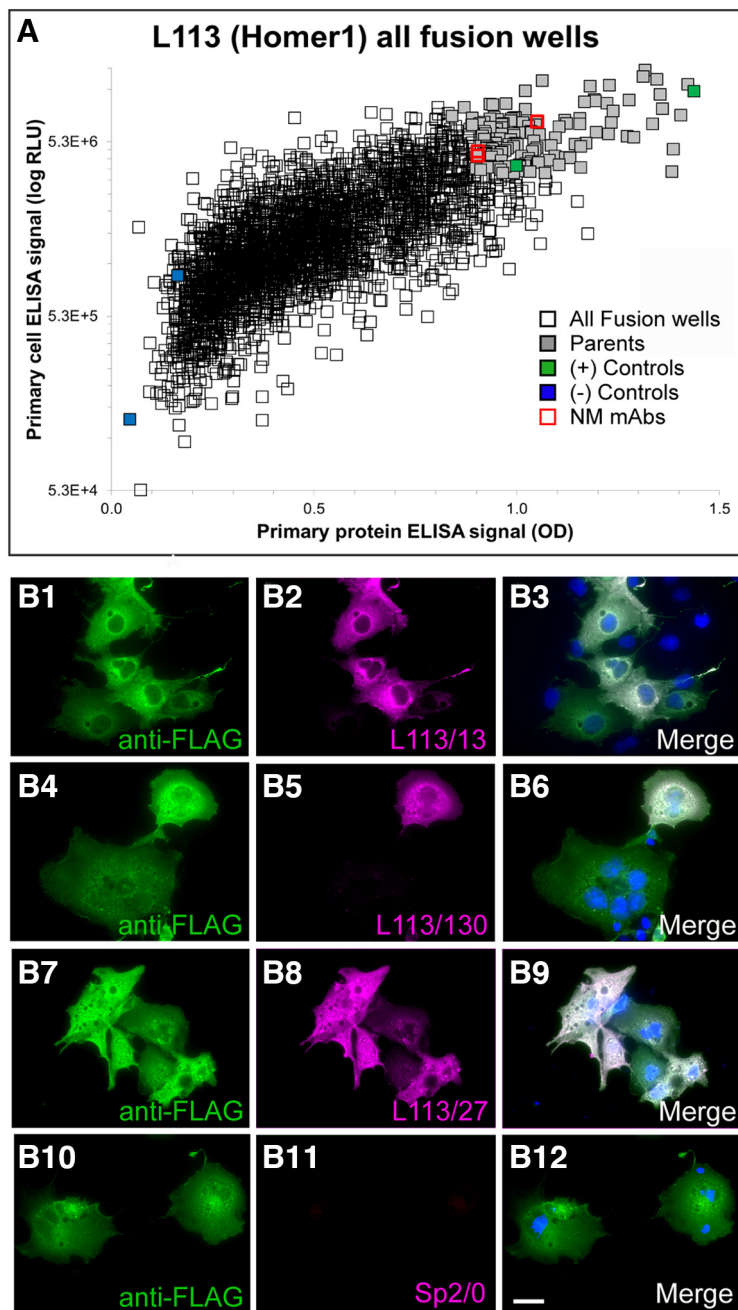 A
L113 (Homer1) all fusion wells
Primary cell ELISA signal (log RLU)
5.3E+6
5.3E+5
5.3E+4
0.0
0.5
1.0
1.5
Primary protein ELISA signal (OD)
All Fusion wells
Parents
(+) Controls
(-) Controls
NM mAbs
B1
anti-FLAG
B2
L113/13
B3
Merge
B4
anti-FLAG
B5
L113/130
B6
Merge
B7
anti-FLAG
B8
L113/27
B9
Merge
B10
anti-FLAG
B11
Sp2/0
B12
Merge